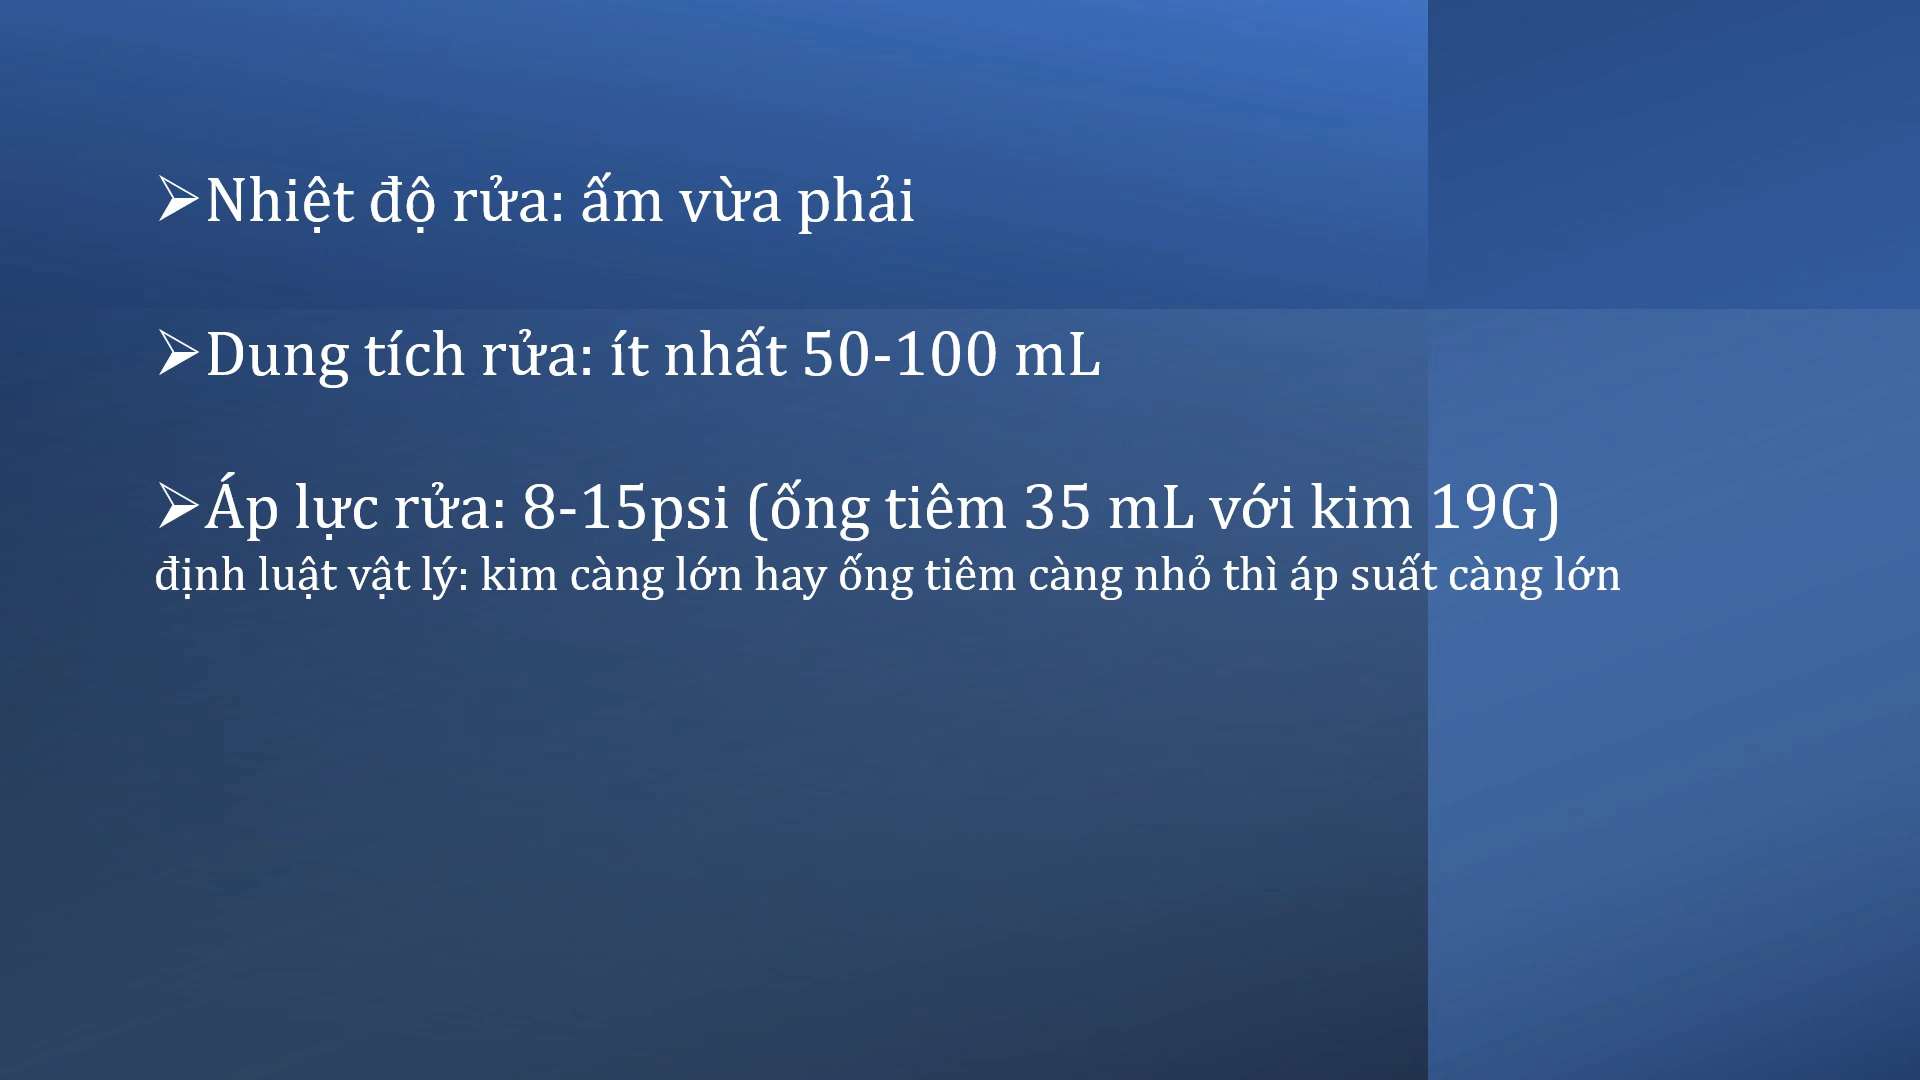 ➢Nhiệt độ rửa: ấm vừa phải
➢Dung tích rửa: ít nhất 50-100 mL
➢Áp lực rửa: 8-15psi (ống tiêm 35 mL với kim 19G)
định luật vật lý: kim càng lớn hay ống tiêm càng nhỏ thì áp suất càng lớn